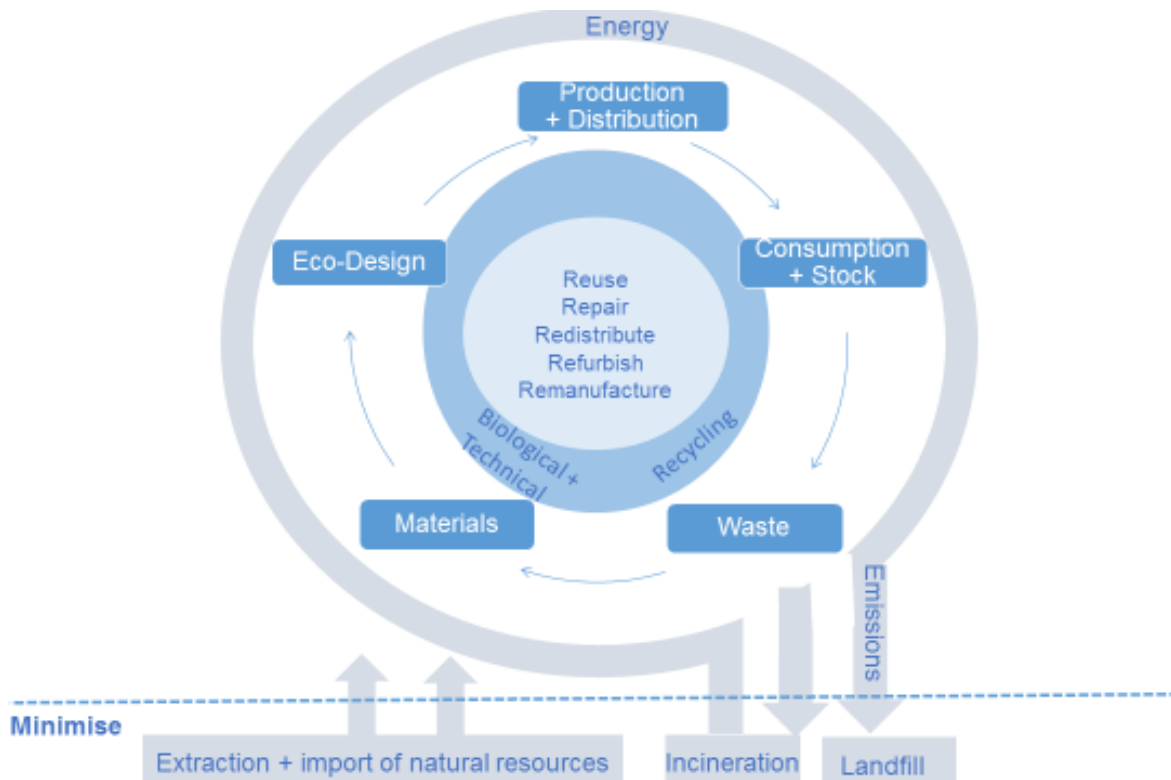 Energy
Production
+ Distribution
Eco-Design
Consumption
+ Stock
Reuse
Repair
Redistribute
Refurbish
Remanufacture
Biological +
Technical
Recycling
Materials
Waste
Emissions
Minimise
Extraction + import of natural resources
Incineration
Landfill